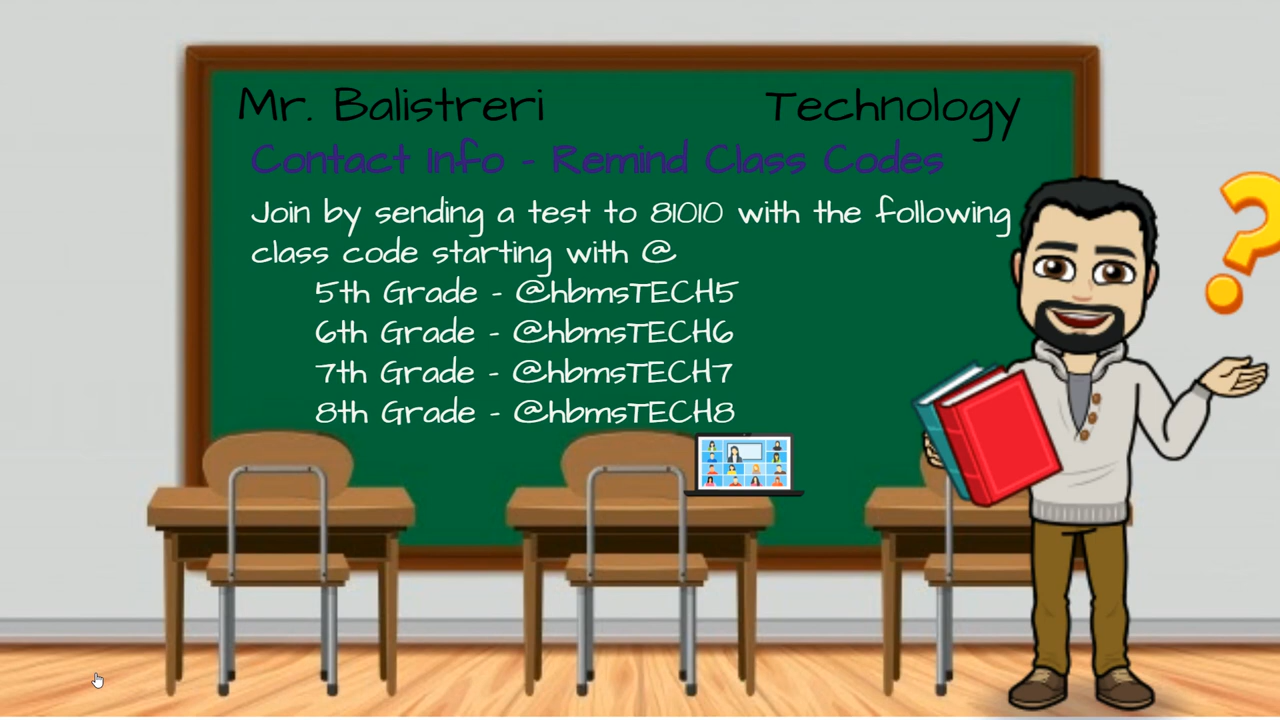 Mr. Balistreri Technology
Contact Info - Remind Class Codes
Join by sending a test to 81010 with the following
class code starting with @
5th Grade - @hbmsTECH5
6th Grade - @hbmsTECH6
7th Grade - @hbmsTECH7
8th Grade - @hbmsTECH8
?